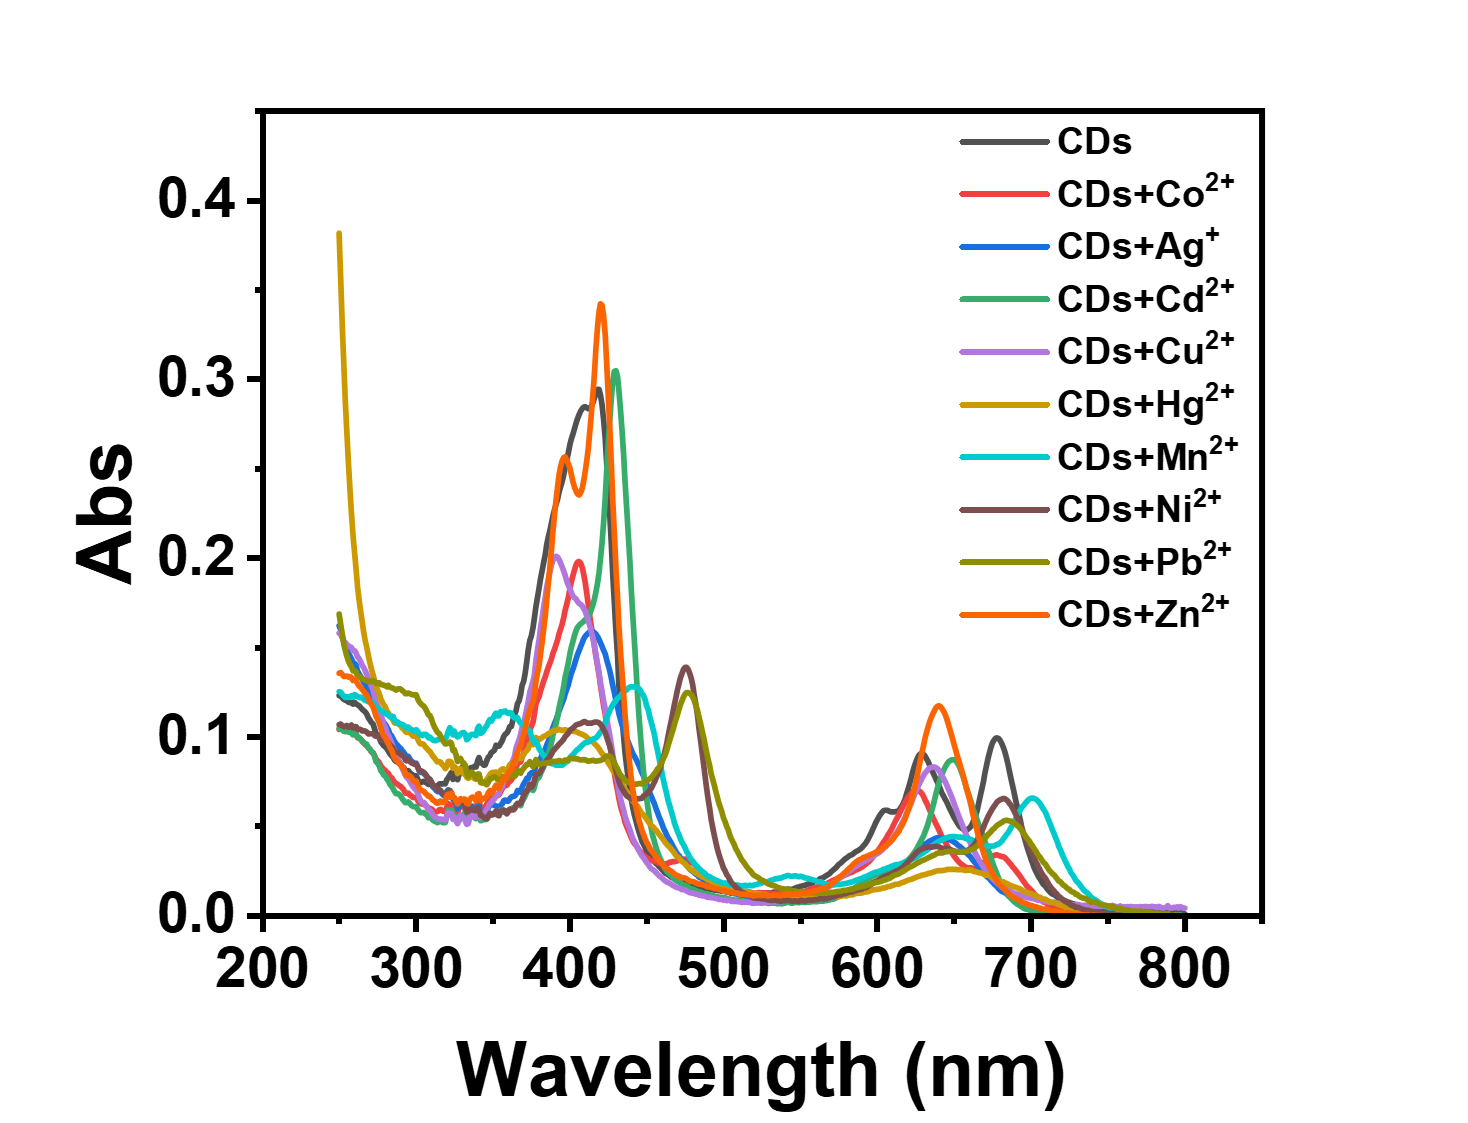 CDs
CDs+Co²⁺
CDs+Ag⁺
CDs+Cd²⁺
CDs+Cu²⁺
CDs+Hg²⁺
CDs+Mn²⁺
CDs+Ni²⁺
CDs+Pb²⁺
CDs+Zn²⁺
0.4
0.3
0.2
0.1
0.0
Abs
200 300 400 500 600 700 800
Wavelength (nm)